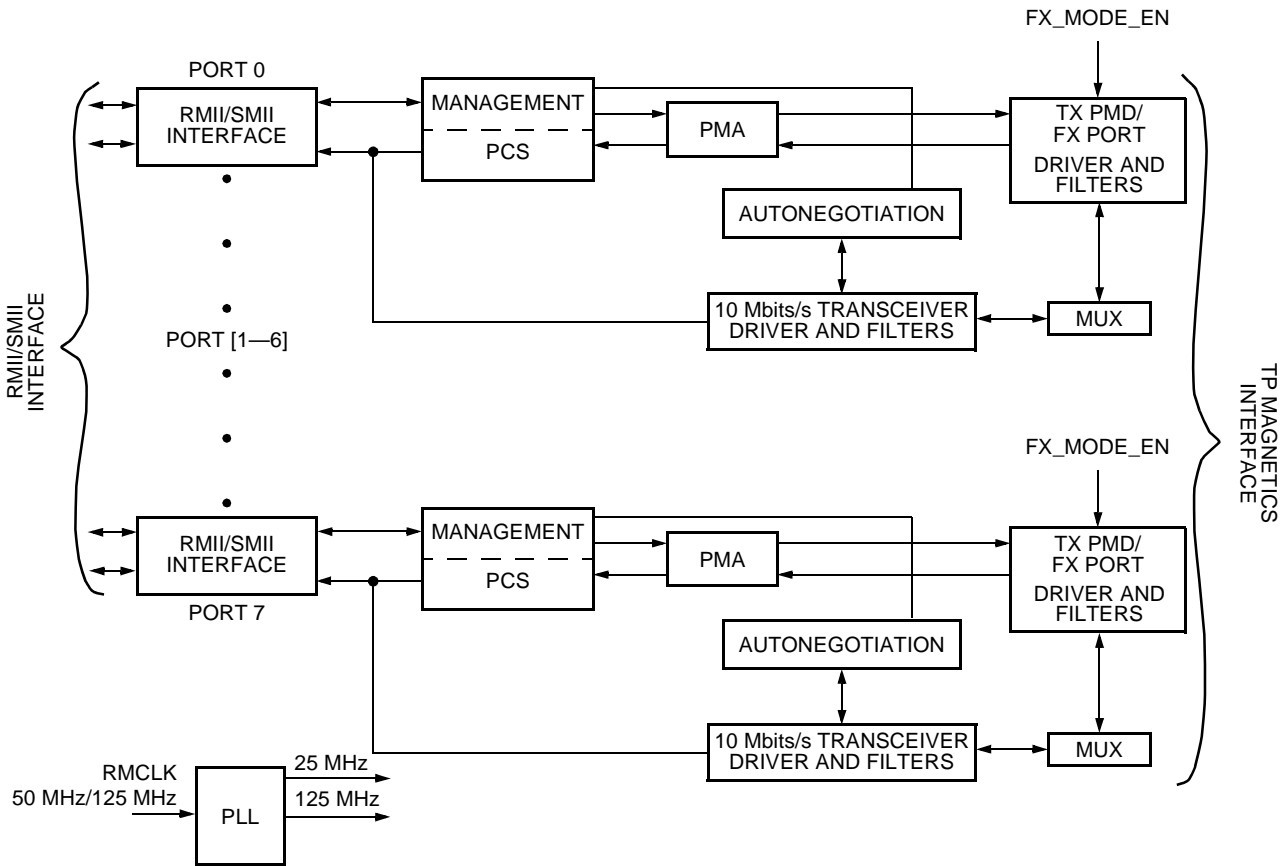 FX_MODE_EN
PORT 0
RMII/SMII
INTERFACE
MANAGEMENT
PCS
PMA
TX PMD/
FX PORT
DRIVER AND
FILTERS
AUTONEGOTIATION
10 Mbits/s TRANSCEIVER
DRIVER AND FILTERS
MUX
RMII/SMII
INTERFACE
PORT [1—6]
TP MAGNETICS
INTERFACE
FX_MODE_EN
RMII/SMII
INTERFACE
PORT 7
MANAGEMENT
PCS
PMA
TX PMD/
FX PORT
DRIVER AND
FILTERS
AUTONEGOTIATION
10 Mbits/s TRANSCEIVER
DRIVER AND FILTERS
MUX
RMCLK
50 MHz/125 MHz
PLL
25 MHz
125 MHz